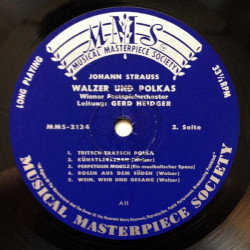 MMS
MUSICAL MASTERPIECE SOCIETY
LONG PLAYING
33⅓ RPM
JOHANN STRAUSS
WALZER UND POLKAS
Wiener Festspielorchester
Leitung: GERD HEIDGER
MMS-2134
2. Seite
1. TRITSCH-TRATSCH POLKA
2. KÜNSTLERLEBEN (Walzer)
3. PERPETUUM MOBILE (Ein musikalischer Spass)
4. ROSEN AUS DEM SÜDEN (Walzer)
5. WEIN, WEIB UND GESANG (Walzer)
MUSICAL MASTERPIECE SOCIETY